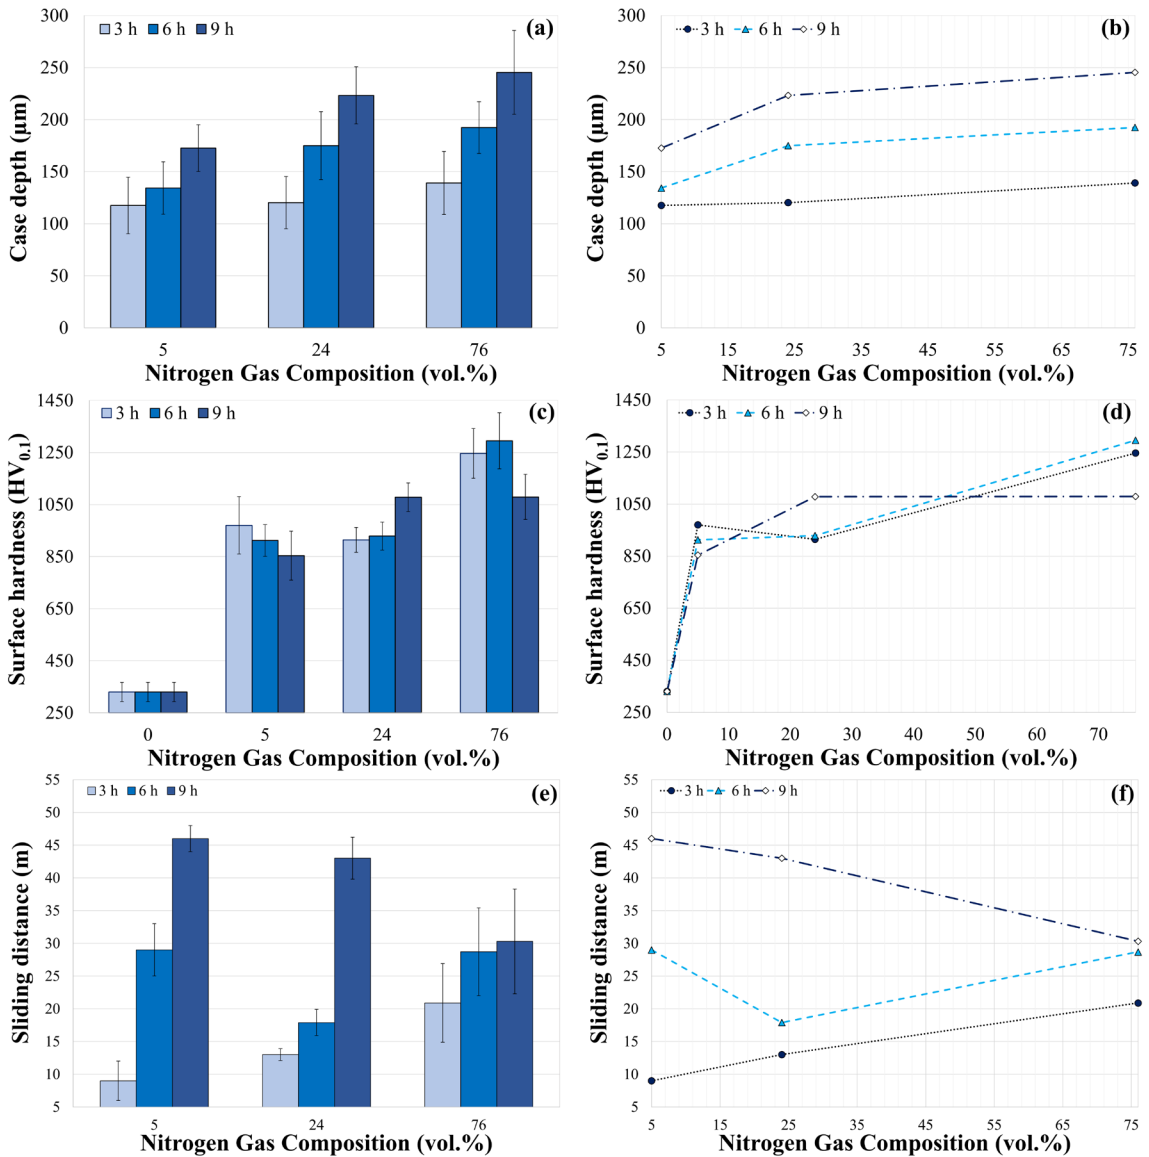 3 h 6 h 9 h (a)
300
250
200
150
100
50
0
Case depth (μm)
5 24 76
Nitrogen Gas Composition (vol.%)
3 h 6 h 9 h (b)
300
250
200
150
100
50
0
Case depth (μm)
5 15 25 35 45 55 65 75
Nitrogen Gas Composition (vol.%)
3 h 6 h 9 h (c)
1450
1250
1050
850
650
450
250
Surface hardness (HV0.1)
0 5 24 76
Nitrogen Gas Composition (vol.%)
3 h 6 h 9 h (d)
1450
1250
1050
850
650
450
250
Surface hardness (HV0.1)
0 10 20 30 40 50 60 70
Nitrogen Gas Composition (vol.%)
3 h 6 h 9 h (e)
55
50
45
40
35
30
25
20
15
10
5
Sliding distance (m)
5 24 76
Nitrogen Gas Composition (vol.%)
3 h 6 h 9 h (f)
55
50
45
40
35
30
25
20
15
10
5
Sliding distance (m)
5 15 25 35 45 55 65 75
Nitrogen Gas Composition (vol.%)